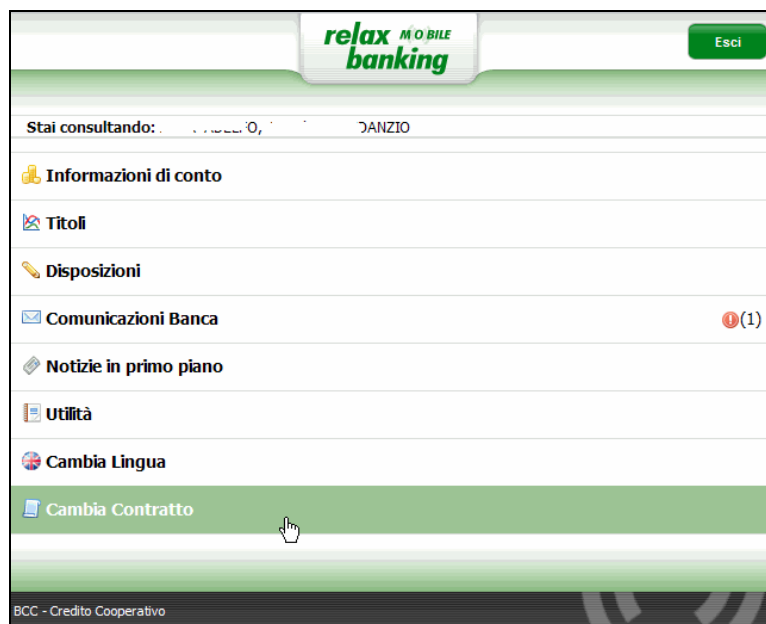 relax MOBILE
banking
Esci
Stai consultando: DANZIO
Informazioni di conto
Titoli
Disposizioni
Comunicazioni Banca
(1)
Notizie in primo piano
Utilità
Cambia Lingua
Cambia Contratto
BCC - Credito Cooperativo